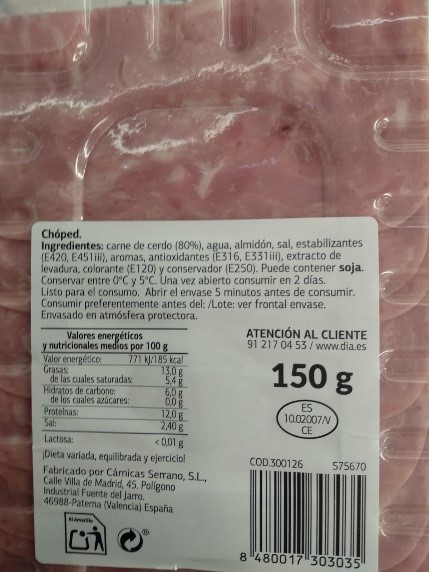 Chóped.
Ingredientes: carne de cerdo (80%), agua, almidón, sal, estabilizantes
(E420, E451iii), aromas, antioxidantes (E316, E331iii), extracto de
levadura, colorante (E120) y conservador (E250). Puede contener soja.
Conservar entre 0°C y 5°C. Una vez abierto consumir en 2 días.
Listo para el consumo. Abrir el envase 5 minutos antes de consumir.
Consumir preferentemente antes del: /Lote: ver frontal envase.
Envasado en atmósfera protectora.
Valores energéticos
y nutricionales medios por 100 g
Valor energético: 771 kJ/185 kcal
Grasas: 13,0 g
de las cuales saturadas: 5,4 g
Hidratos de carbono: 6,0 g
de los cuales azúcares: 0,0 g
Proteínas: 12,0 g
Sal: 2,40 g
Lactosa: < 0,01 g
¡Dieta variada, equilibrada y ejercicio!
Fabricado por Cárnicas Serrano, S.L.,
Calle Villa de Madrid, 45. Polígono
Industrial Fuente del Jarro.
46988-Paterna (Valencia) España
Al Amarillo
ATENCIÓN AL CLIENTE
91 217 04 53 / www.dia.es
150 g
ES
10.02007/V
CE
COD.300126 S75670
8 480017 303035